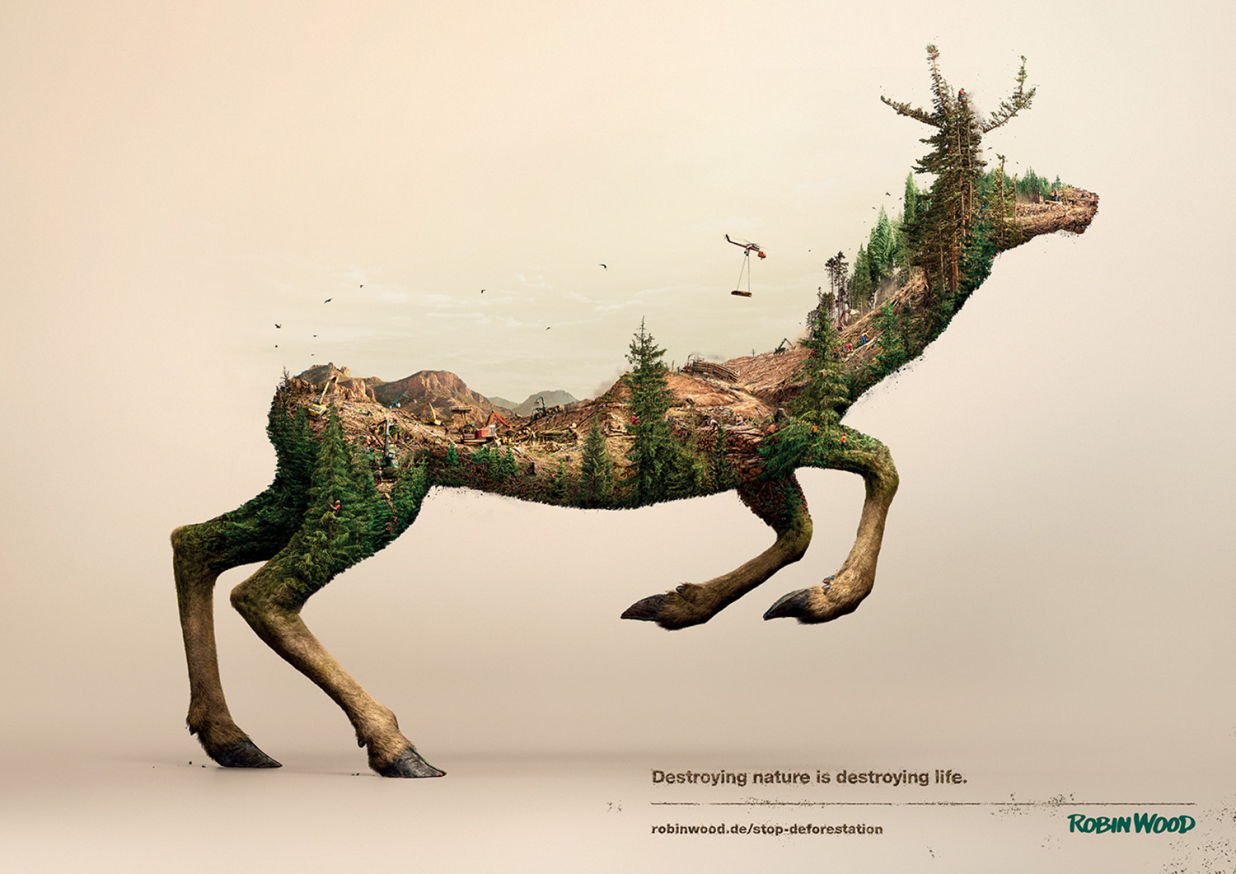 Destroying nature is destroying life.
robinwood.de/stop-deforestation
ROBIN WOOD